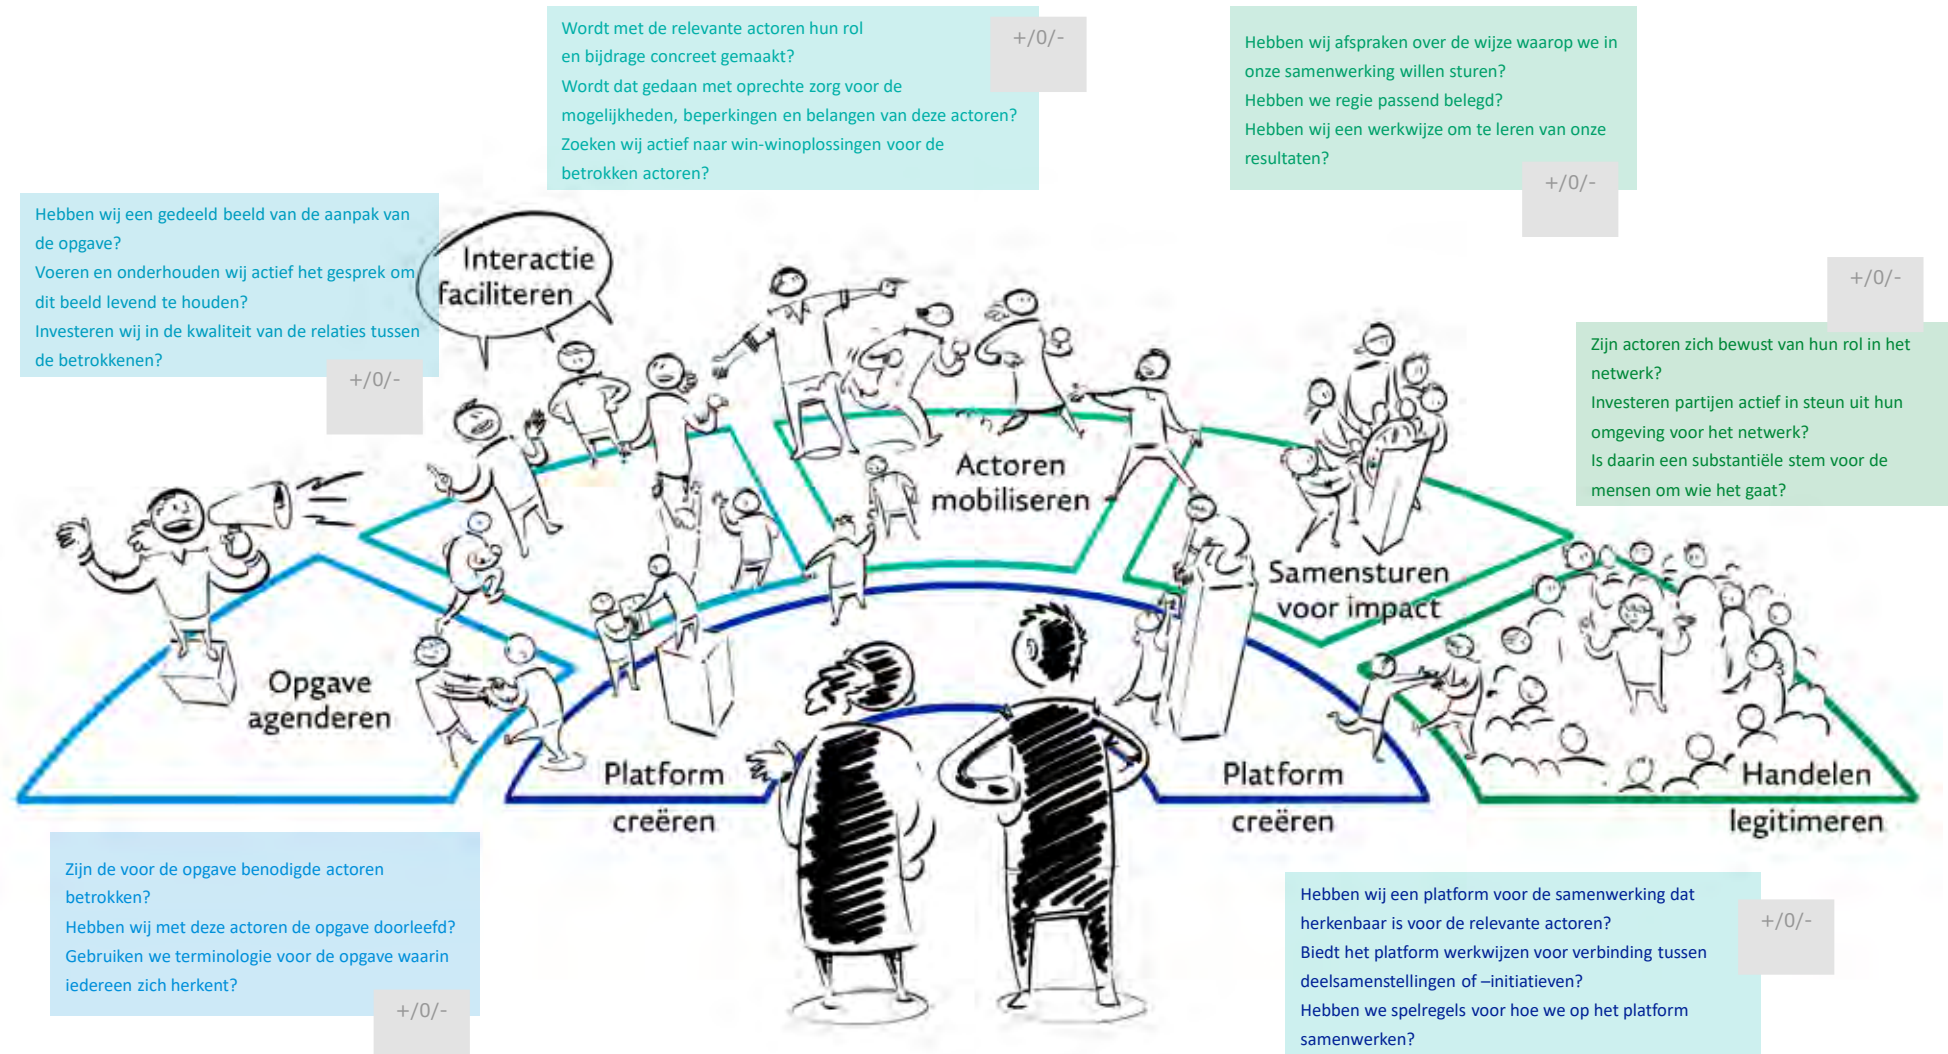 Wordt met de relevante actoren hun rol
en bijdrage concreet gemaakt?
Wordt dat gedaan met oprechte zorg voor de
mogelijkheden, beperkingen en belangen van deze actoren?
Zoeken wij actief naar win-winoplossingen voor de
betrokken actoren?
+/0/-
Hebben wij afspraken over de wijze waarop we in
onze samenwerking willen sturen?
Hebben we regie passend belegd?
Hebben wij een werkwijze om te leren van onze
resultaten?
+/0/-
Hebben wij een gedeeld beeld van de aanpak van
de opgave?
Voeren en onderhouden wij actief het gesprek om
dit beeld levend te houden?
Investeren wij in de kwaliteit van de relaties tussen
de betrokkenen?
+/0/-
Interactie
faciliteren
+/0/-
Zijn actoren zich bewust van hun rol in het
netwerk?
Investeren partijen actief in steun uit hun
omgeving voor het netwerk?
Is daarin een substantiële stem voor de
mensen om wie het gaat?
Actoren
mobiliseren
Samensturen
voor impact
Opgave
agenderen
Platform
creëren
Platform
creëren
Handelen
legitimeren
Zijn de voor de opgave benodigde actoren
betrokken?
Hebben wij met deze actoren de opgave doorleefd?
Gebruiken we terminologie voor de opgave waarin
iedereen zich herkent?
+/0/-
Hebben wij een platform voor de samenwerking dat
herkenbaar is voor de relevante actoren?
Biedt het platform werkwijzen voor verbinding tussen
deelsamenstellingen of –initiatieven?
Hebben we spelregels voor hoe we op het platform
samenwerken?
+/0/-